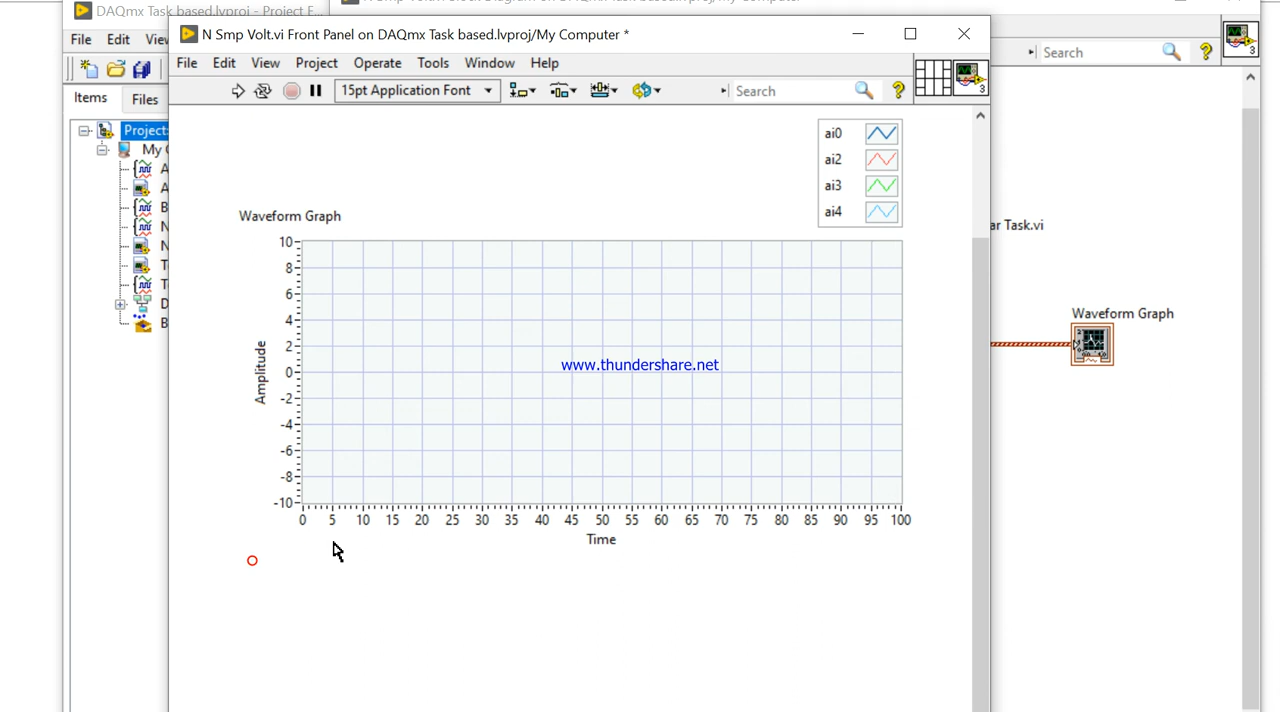 DAQmx Task based.lvproj - Project E...
File Edit
Items Files
Project:
My
N Smp Volt.vi Front Panel on DAQmx Task based.lvproj/My Computer *
File Edit View Project Operate Tools Window Help
15pt Application Font
Search
?
3
Search
?
3
ai0
ai2
ai3
ai4
Waveform Graph
10
8
6
4
2
0
-2
-4
-6
-8
-10
Amplitude
0 5 10 15 20 25 30 35 40 45 50 55 60 65 70 75 80 85 90 95 100
Time
www.thundershare.net
ar Task.vi
Waveform Graph